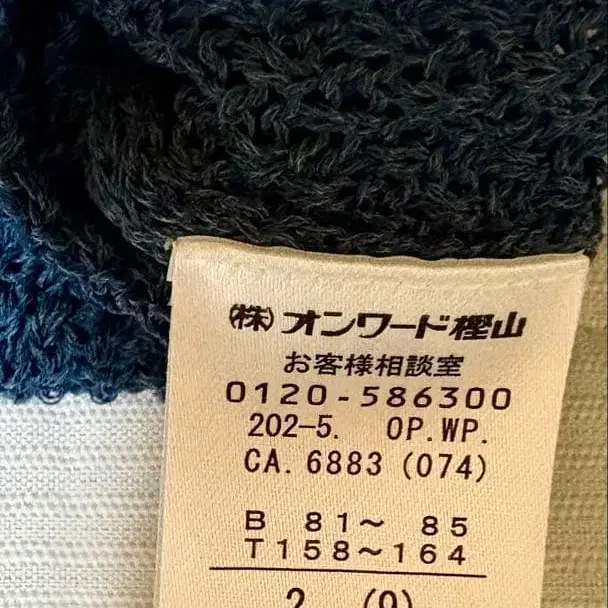 (株)オンワード樫山
お客様相談室
0120-586300
202-5. OP.WP.
CA.6883(074)
B 81～ 85
T158～164
2 (9)